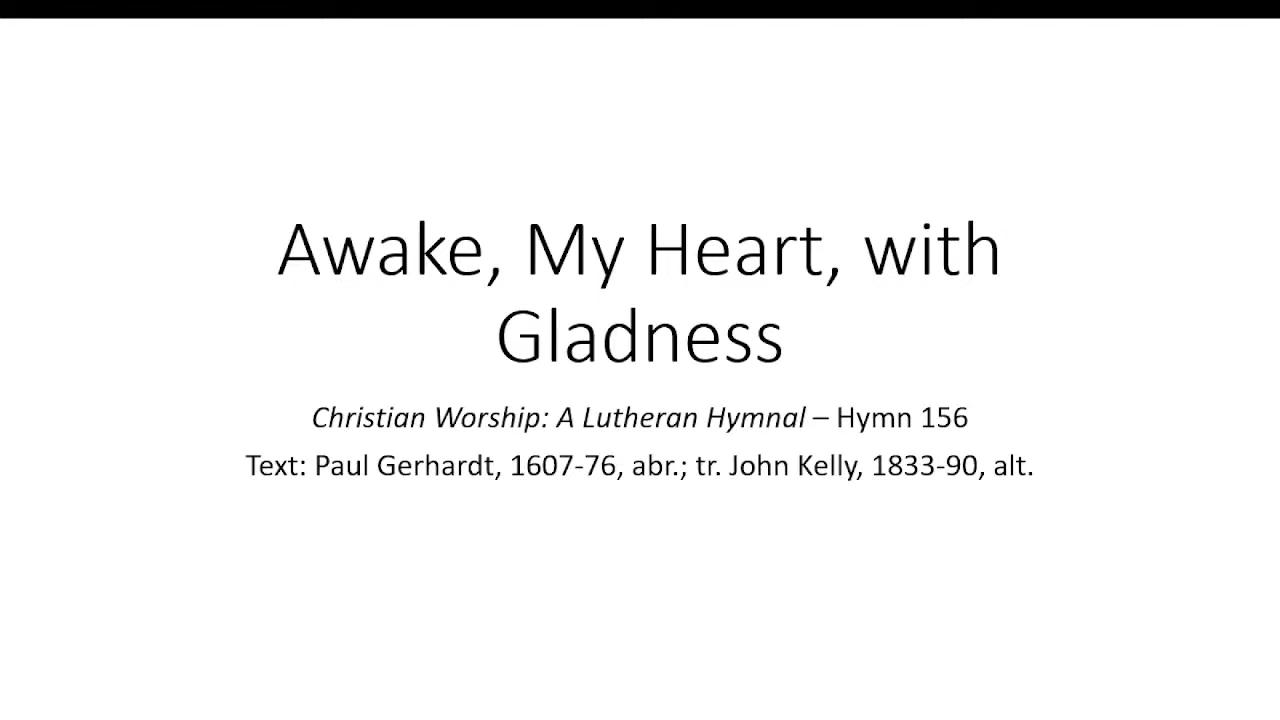 Awake, My Heart, with
Gladness
Christian Worship: A Lutheran Hymnal – Hymn 156
Text: Paul Gerhardt, 1607-76, abr.; tr. John Kelly, 1833-90, alt.